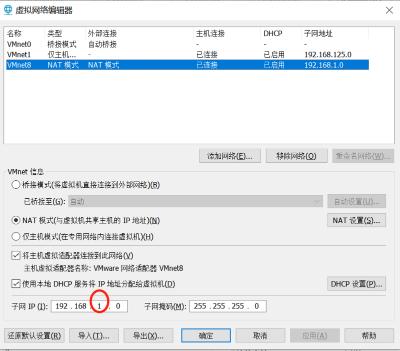 虚拟网络编辑器
名称 类型 外部连接 主机连接 DHCP 子网地址
VMnet0 桥接模式 自动桥接 - - -
VMnet1 仅主机... - 已连接 已启用 192.168.125.0
VMnet8 NAT 模式 NAT 模式 已连接 已启用 192.168.1.0
添加网络(E)... 移除网络(O) 重命名网络(W)...
VMnet 信息
桥接模式(将虚拟机直接连接到外部网络)(B)
已桥接至(G): 自动 自动设置(U)...
NAT 模式(与虚拟机共享主机的 IP 地址)(N) NAT 设置(S)...
仅主机模式(在专用网络内连接虚拟机)(H)
将主机虚拟适配器连接到此网络(V)
主机虚拟适配器名称: VMware 网络适配器 VMnet8
使用本地 DHCP 服务将 IP 地址分配给虚拟机(D) DHCP 设置(P)...
子网 IP (I): 192 . 168 . 1 . 0 子网掩码(M): 255 . 255 . 255 . 0
还原默认设置(R) 导入(T)... 导出(X)... 确定 取消 应用(A) 帮助